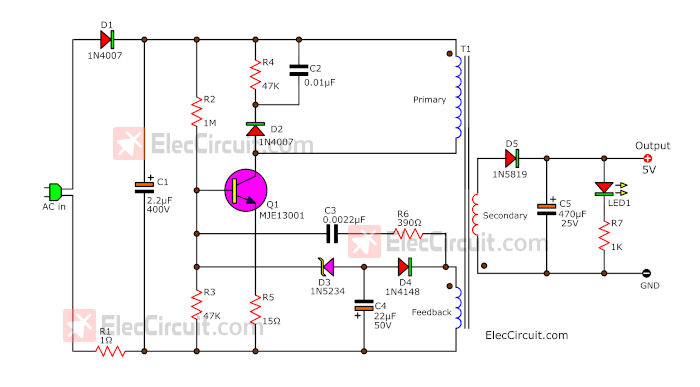 D1
1N4007
R4
47K
C2
0.01µF
T1
R2
1M
Primary
ElecCircuit.com
D2
1N4007
D5
1N5819
Output
5V
AC in
C1
+
2.2µF
400V
Q1
MJE13001
C3
0.0022µF
R6
390Ω
Secondary
+
C5
470µF
25V
LED1
R7
1K
ElecCircuit.com
D3
1N5234
D4
1N4148
R3
47K
R5
15Ω
C4
22µF
50V
+
Feedback
GND
ElecCircuit.com
R1
1Ω
ElecCircuit.com